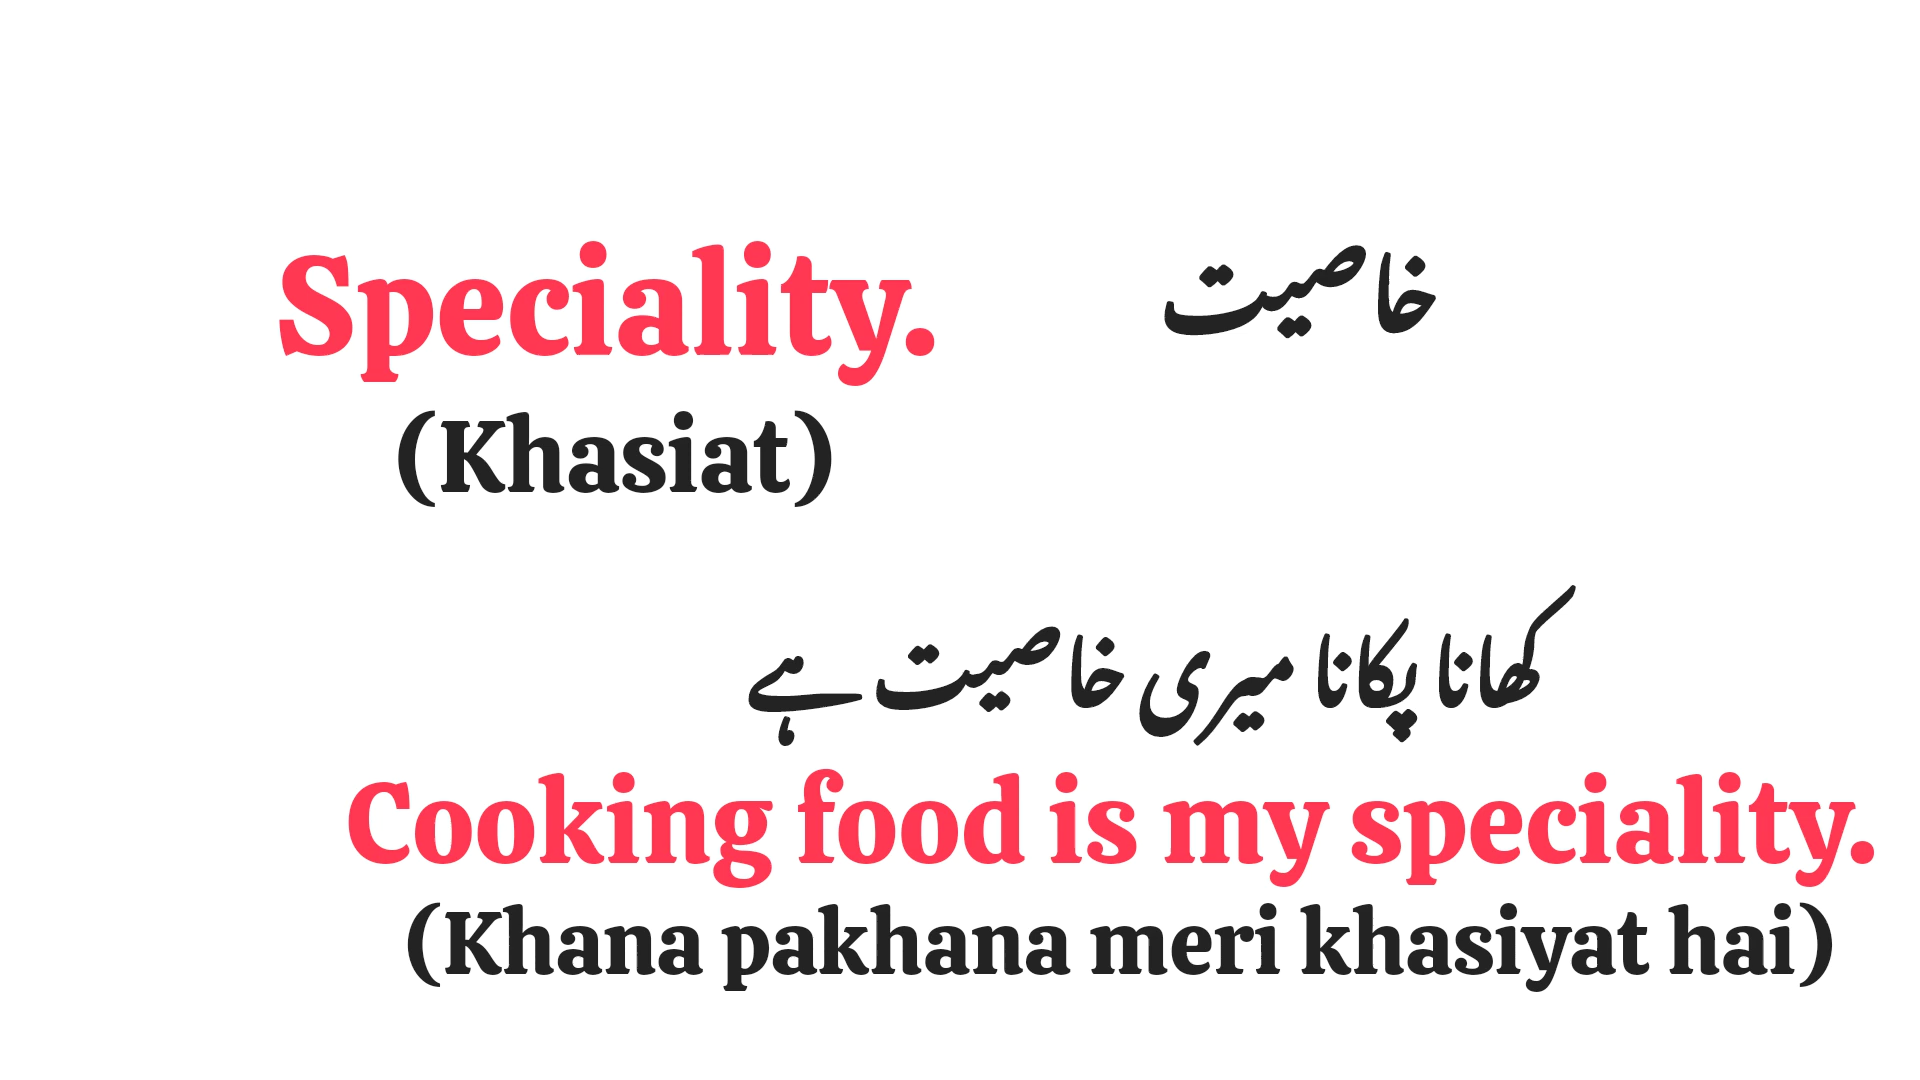 Speciality. خاصیت
(Khasiat)
کھانا پکانا میری خاصیت ہے
Cooking food is my speciality.
(Khana pakhana meri khasiyat hai)